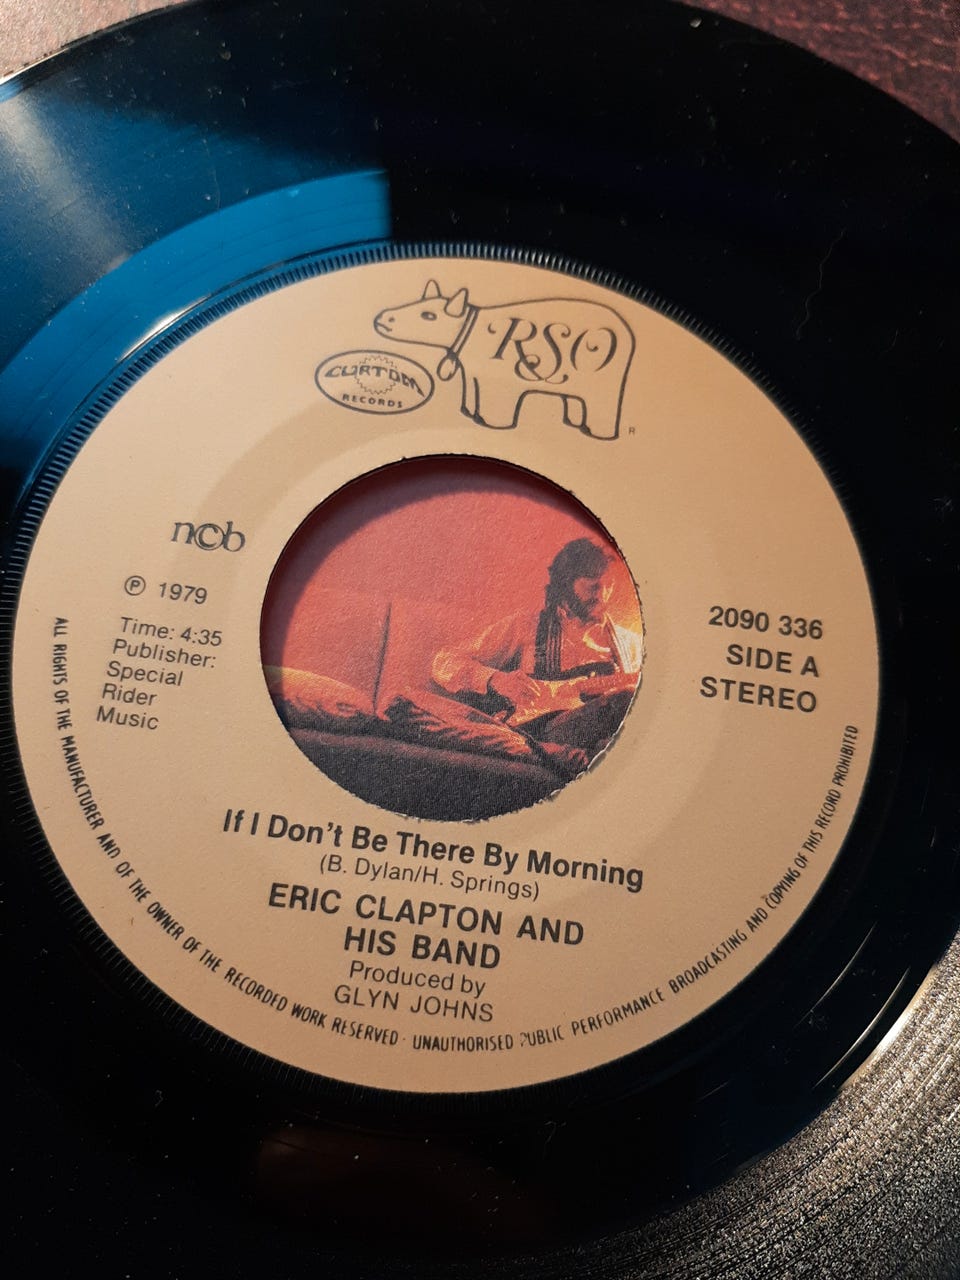 RSO
CURTOM
RECORDS
R
n©b
℗ 1979
Time: 4:35
Publisher:
Special
Rider
Music
2090 336
SIDE A
STEREO
If I Don't Be There By Morning
(B. Dylan/H. Springs)
ERIC CLAPTON AND
HIS BAND
Produced by
GLYN JOHNS
ALL RIGHTS OF THE MANUFACTURER AND OF THE OWNER OF THE RECORDED WORK RESERVED · UNAUTHORISED PUBLIC PERFORMANCE BROADCASTING AND COPYING OF THIS RECORD PROHIBITED